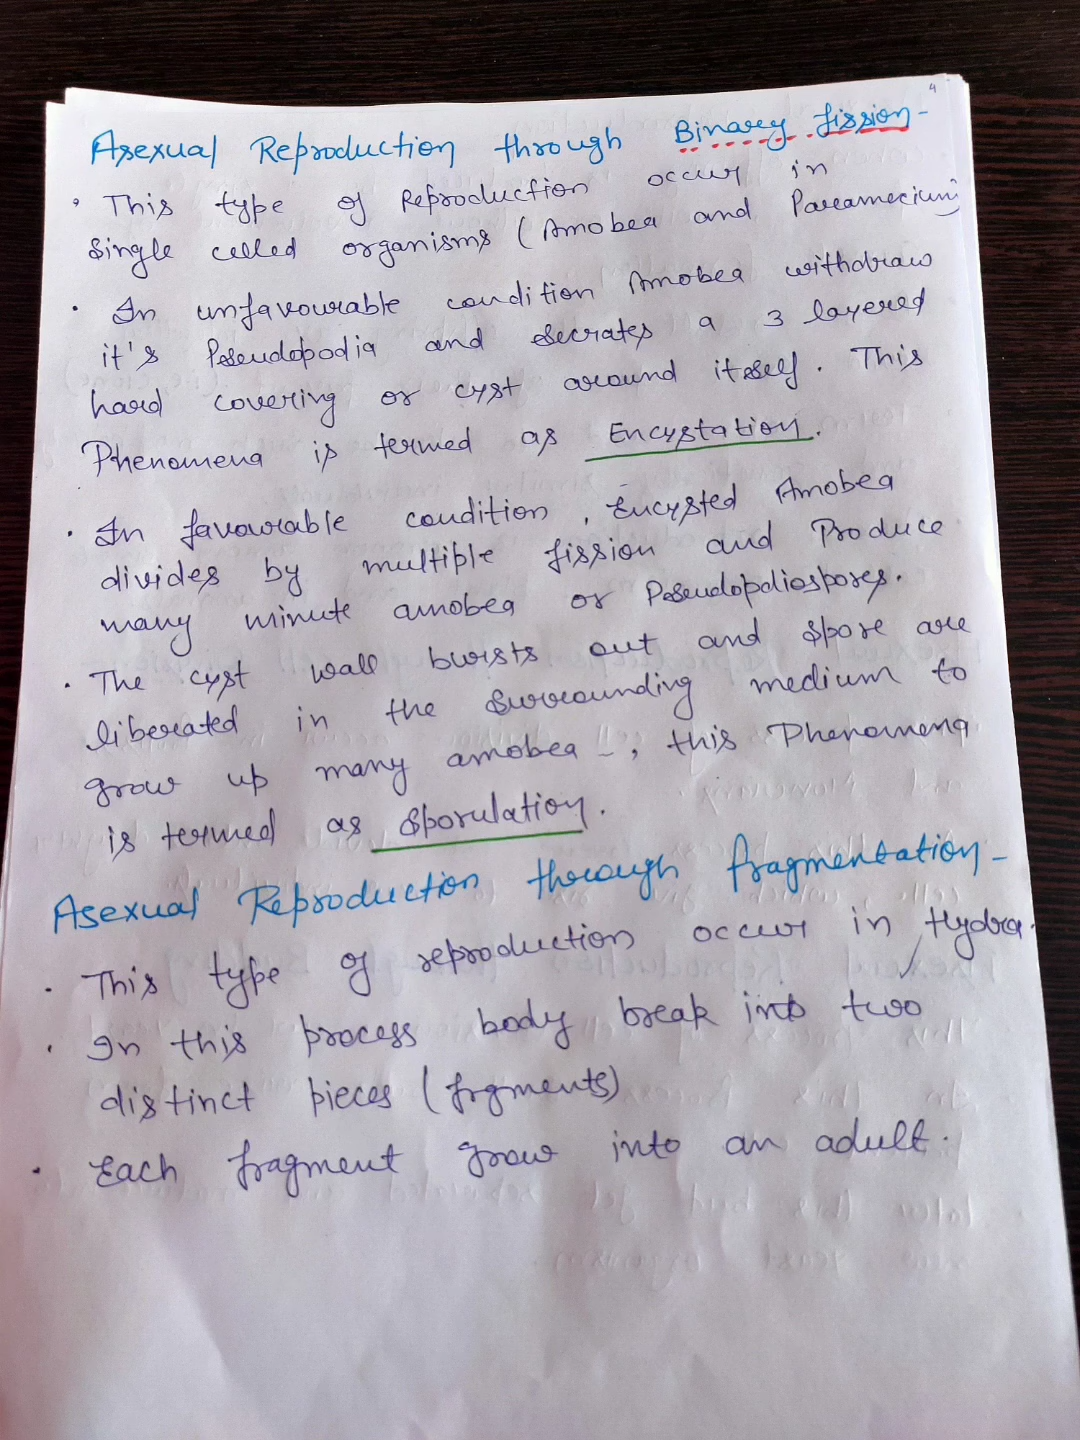 4
Asexual Reproduction through Binary fission -
• This type of Reproduction occur in
single celled organisms (Amobea and Paramecium)
• In unfavourable condition Amobea withdraw
it's Pseudopodia and secrates a 3 layered
hard covering or cyst around itself. This
Phenomena is termed as Encystation.
• In favourable condition, Encysted Amobea
divides by multiple fission and Produce
many minute amobea or Pseudopdiospores.
• The cyst wall bursts out and spore are
liberated in the surrounding medium to
grow up many amobea -, this Phenomena
is termed as Sporulation.
Asexual Reproduction through fragmentation -
• This type of reproduction occur in Hydra.
• In this process body break into two
distinct pieces (frgments)
• Each fragment grow into an adult.